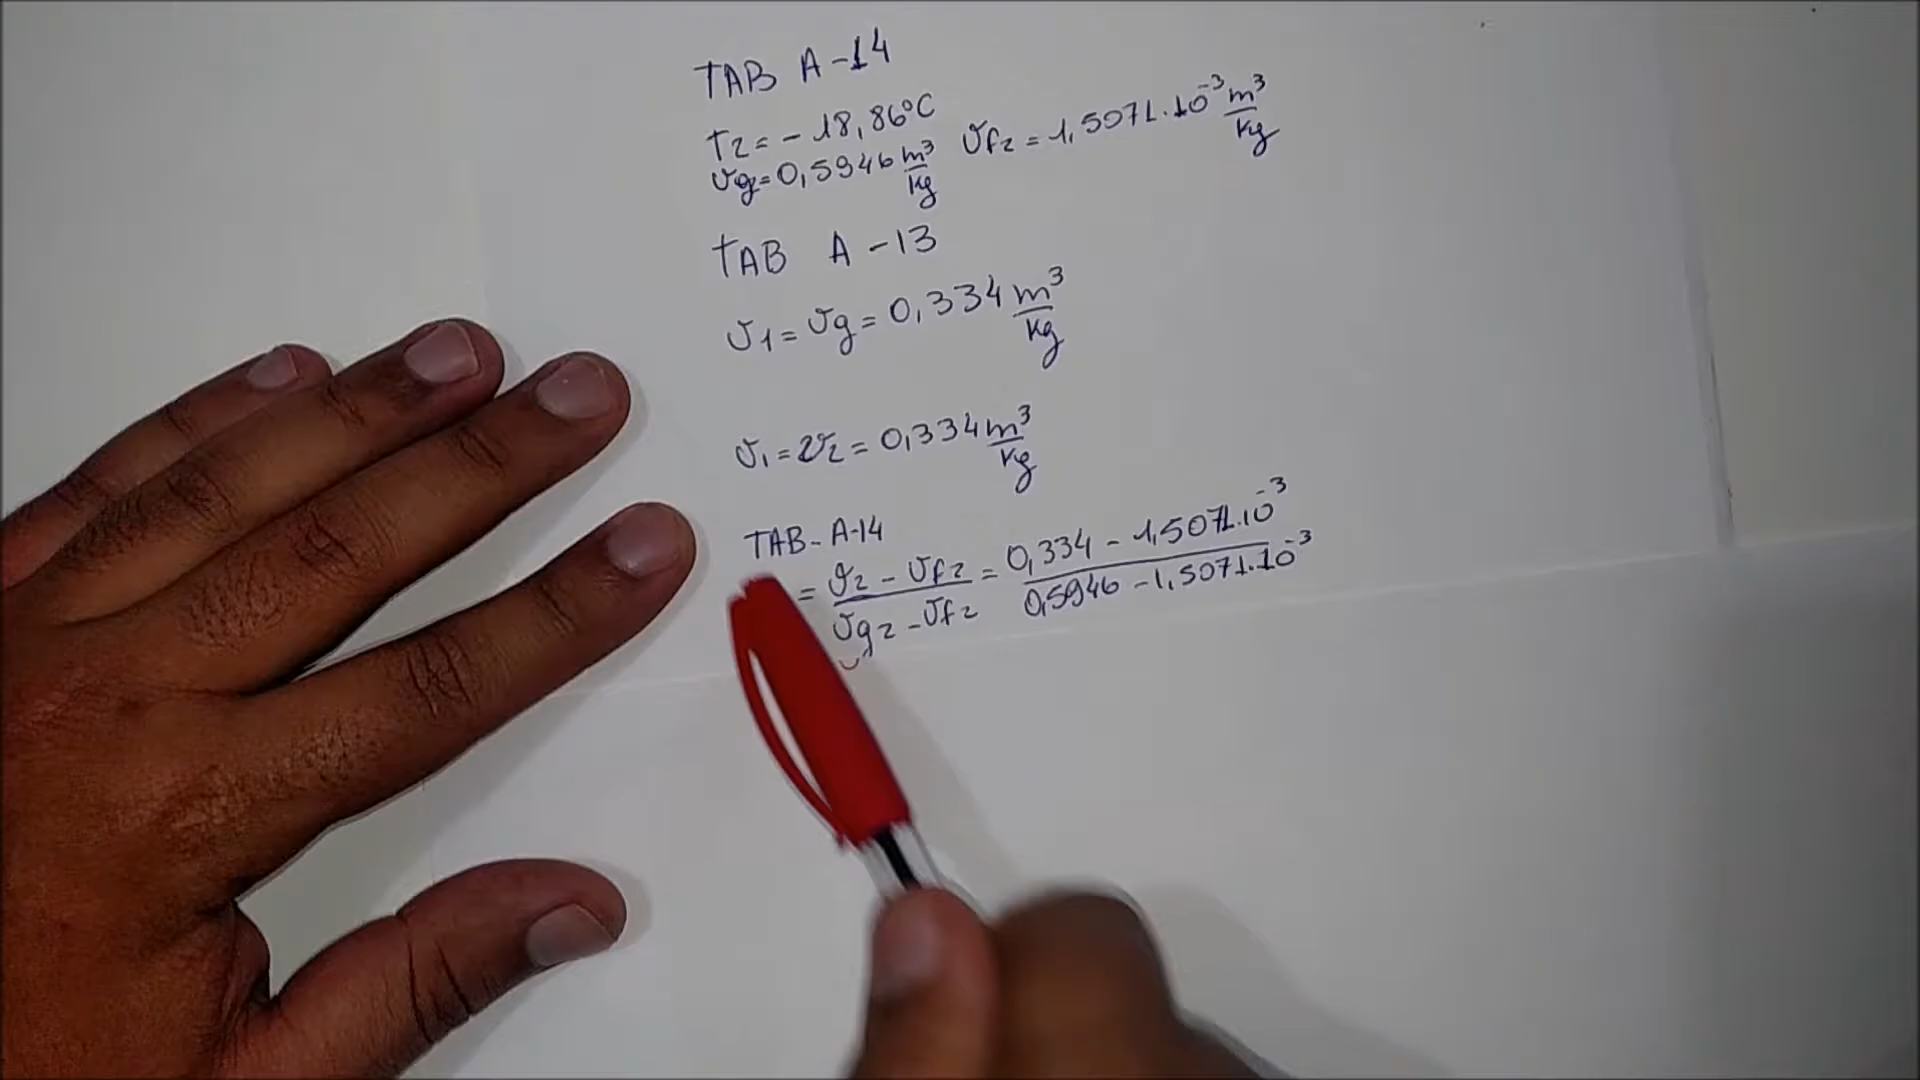 TAB A-14
T2 = - 18,86°C
vg = 0,5946 m³/kg vf2 = 1,5071.10⁻³ m³/kg
TAB A-13
v1 = vg = 0,334 m³/kg
v1 = v2 = 0,334 m³/kg
TAB- A-14
= (v2 - vf2)/(vg2 - vf2) = (0,334 - 1,5071.10⁻³)/(0,5946 - 1,5071.10⁻³)